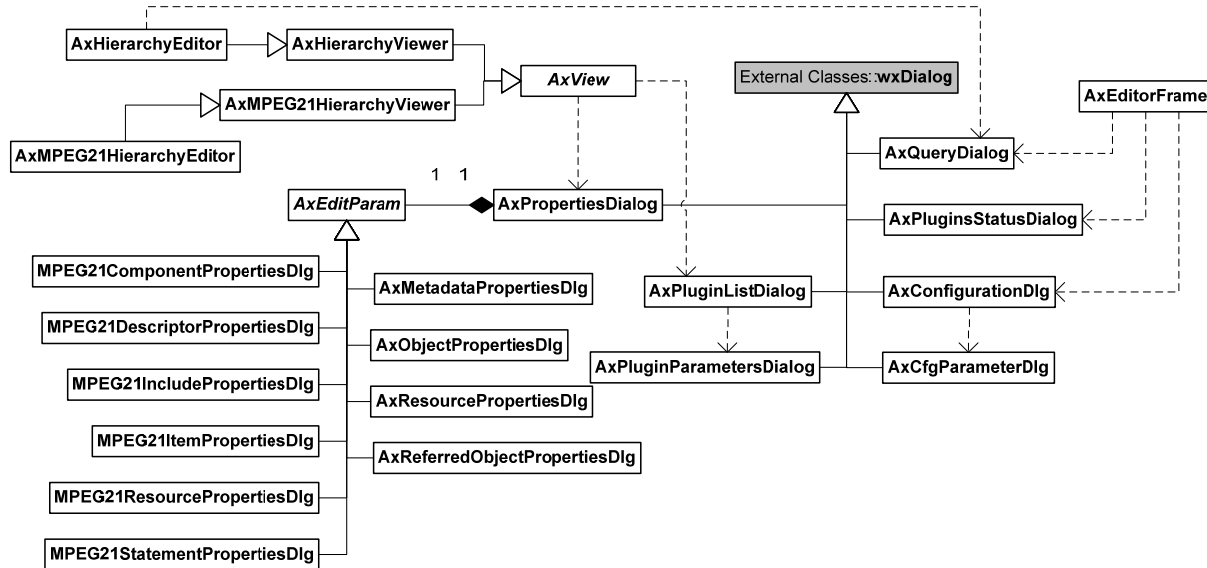 AxHierarchyEditor
AxHierarchyViewer
AxView
External Classes::wxDialog
AxMPEG21HierarchyViewer
AxEditorFrame
AxMPEG21HierarchyEditor
AxQueryDialog
1 1
AxEditParam
AxPropertiesDialog
AxPluginsStatusDialog
MPEG21ComponentPropertiesDlg
AxMetadataPropertiesDlg
AxPluginListDialog
AxConfigurationDlg
MPEG21DescriptorPropertiesDlg
AxObjectPropertiesDlg
AxPluginParametersDialog
AxCfgParameterDlg
MPEG21IncludePropertiesDlg
AxResourcePropertiesDlg
MPEG21ItemPropertiesDlg
AxReferredObjectPropertiesDlg
MPEG21ResourcePropertiesDlg
MPEG21StatementPropertiesDlg